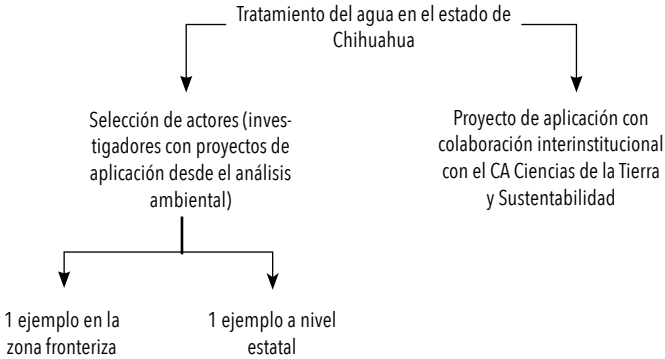 Tratamiento del agua en el estado de
Chihuahua
Selección de actores (inves-
tigadores con proyectos de
aplicación desde el análisis
ambiental)
Proyecto de aplicación con
colaboración interinstitucional
con el CA Ciencias de la Tierra
y Sustentabilidad
1 ejemplo en la
zona fronteriza
1 ejemplo a nivel
estatal